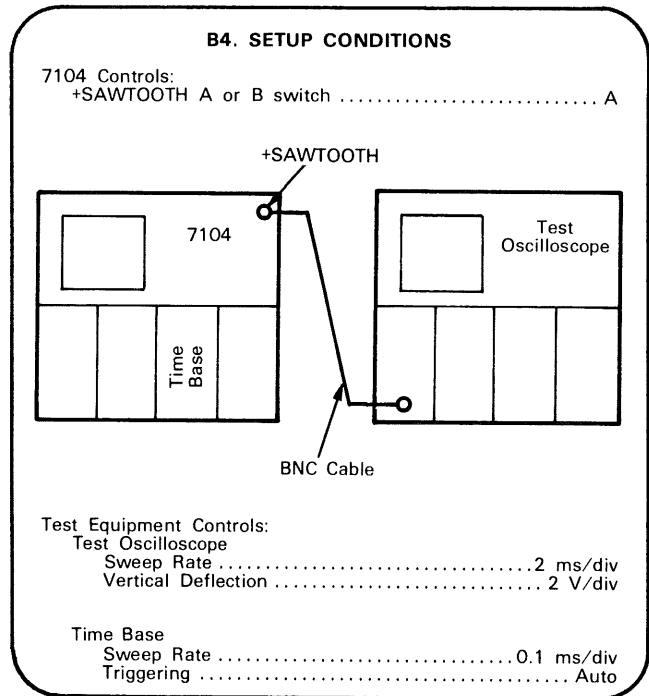 B4. SETUP CONDITIONS
7104 Controls:
+SAWTOOTH A or B switch ............................. A
+SAWTOOTH
7104
Test
Oscilloscope
Time
Base
BNC Cable
Test Equipment Controls:
Test Oscilloscope
Sweep Rate ..................................2 ms/div
Vertical Deflection ............................. 2 V/div
Time Base
Sweep Rate .................................0.1 ms/div
Triggering ........................................ Auto